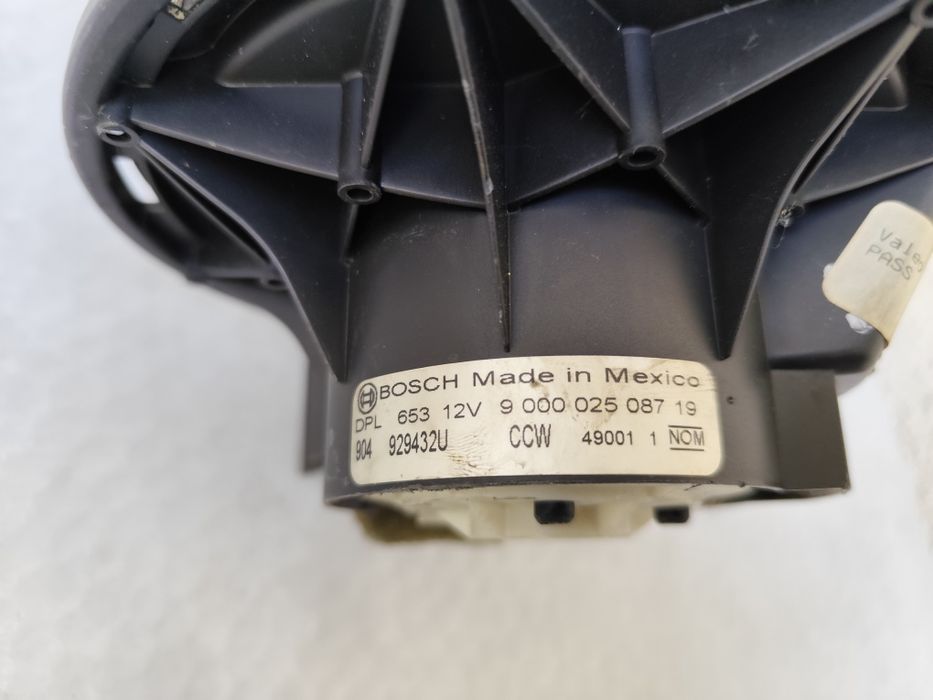 BOSCH Made in Mexico
DPL 653 12V 9 000 025 087 19
904 929432U CCW 49001 1 NOM
PASS